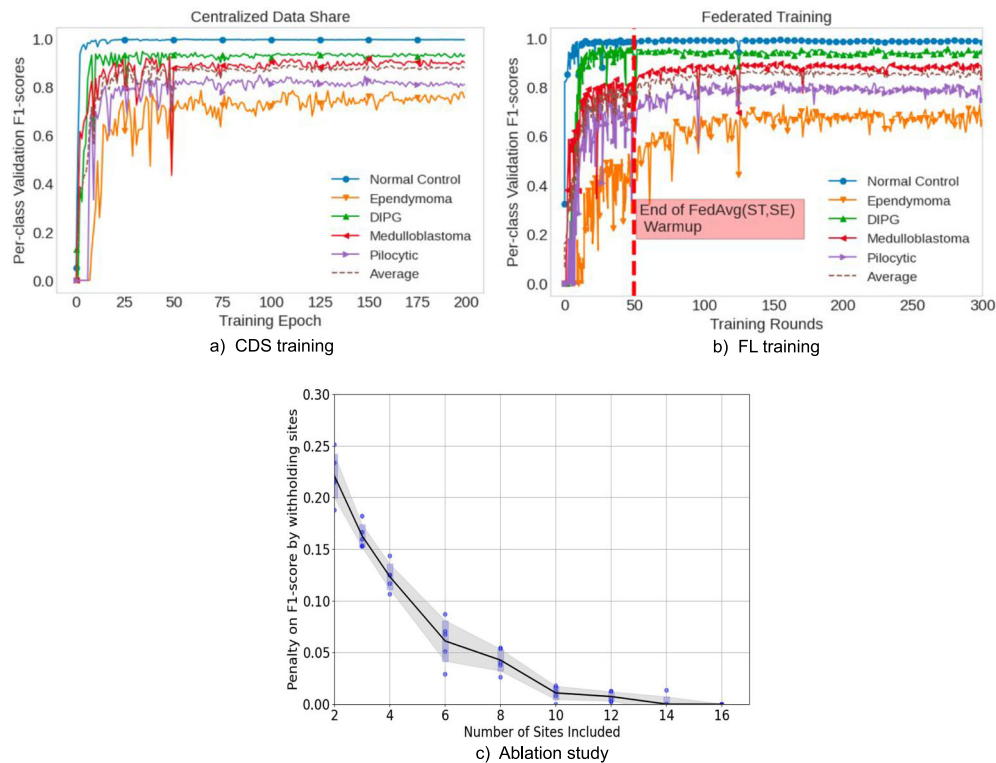 Centralized Data Share
Per-class Validation F1-scores
1.0
0.8
0.6
0.4
0.2
0.0
Normal Control
Ependymoma
DIPG
Medulloblastoma
Pilocytic
Average
0 25 50 75 100 125 150 175 200
Training Epoch
a) CDS training
Federated Training
Per-class Validation F1-scores
1.0
0.8
0.6
0.4
0.2
0.0
End of FedAvg(ST,SE)
Warmup
Normal Control
Ependymoma
DIPG
Medulloblastoma
Pilocytic
Average
0 50 100 150 200 250 300
Training Rounds
b) FL training
Penalty on F1-score by withholding sites
0.30
0.25
0.20
0.15
0.10
0.05
0.00
2 4 6 8 10 12 14 16
Number of Sites Included
c) Ablation study